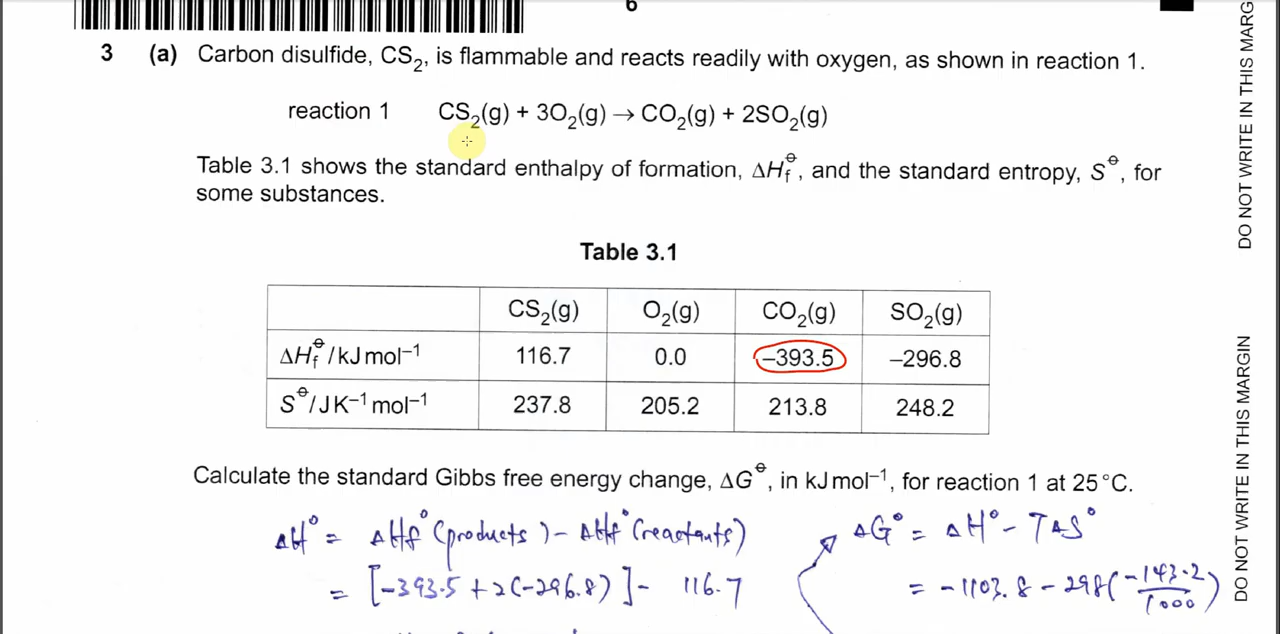 6
3 (a) Carbon disulfide, CS₂, is flammable and reacts readily with oxygen, as shown in reaction 1.
reaction 1 CS₂(g) + 3O₂(g) → CO₂(g) + 2SO₂(g)
Table 3.1 shows the standard enthalpy of formation, ΔHf⦵, and the standard entropy, S⦵, for
some substances.
Table 3.1
CS₂(g) O₂(g) CO₂(g) SO₂(g)
ΔHf⦵ / kJ mol⁻¹ 116.7 0.0 –393.5 –296.8
S⦵ / J K⁻¹ mol⁻¹ 237.8 205.2 213.8 248.2
Calculate the standard Gibbs free energy change, ΔG⦵, in kJ mol⁻¹, for reaction 1 at 25 °C.
ΔH° = ΔHf° (products) - ΔHf° (reactants)
= [-393.5 + 2(-296.8)] - 116.7
ΔG° = ΔH° - TΔS°
= -1103.8 - 298(-143.2/1000)
DO NOT WRITE IN THIS MARG
DO NOT WRITE IN THIS MARGIN